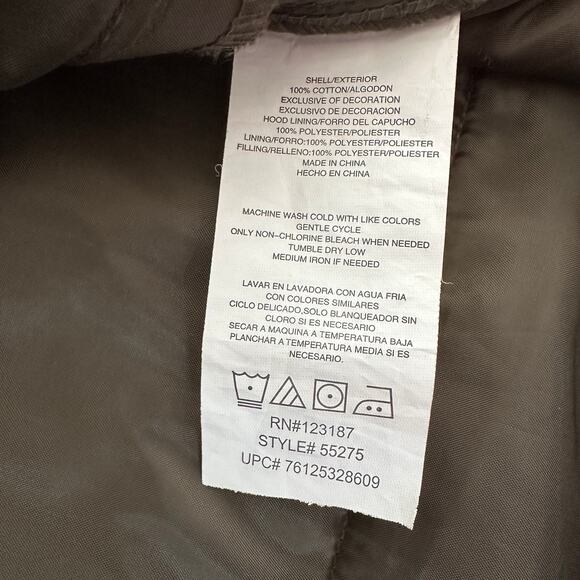 SHELL/EXTERIOR
100% COTTON/ALGODON
EXCLUSIVE OF DECORATION
EXCLUSIVO DE DECORACION
HOOD LINING/FORRO DEL CAPUCHO
100% POLYESTER/POLIESTER
LINING/FORRO:100% POLYESTER/POLIESTER
FILLING/RELLENO:100% POLYESTER/POLIESTER
MADE IN CHINA
HECHO EN CHINA
MACHINE WASH COLD WITH LIKE COLORS
GENTLE CYCLE
ONLY NON-CHLORINE BLEACH WHEN NEEDED
TUMBLE DRY LOW
MEDIUM IRON IF NEEDED
LAVAR EN LAVADORA CON AGUA FRIA
CON COLORES SIMILARES
CICLO DELICADO,SOLO BLANQUEADOR SIN
CLORO SI ES NECESARIO
SECAR A MAQUINA A TEMPERATURA BAJA
PLANCHAR A TEMPERATURA MEDIA SI ES
NECESARIO.
RN#123187
STYLE# 55275
UPC# 76125328609